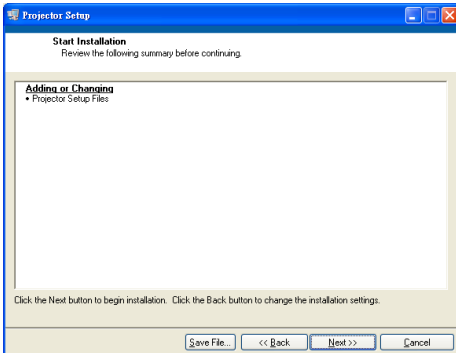 Projector Setup
Start Installation
Review the following summary before continuing.
Adding or Changing
• Projector Setup Files
Click the Next button to begin installation. Click the Back button to change the installation settings.
Save File... << Back Next >> Cancel